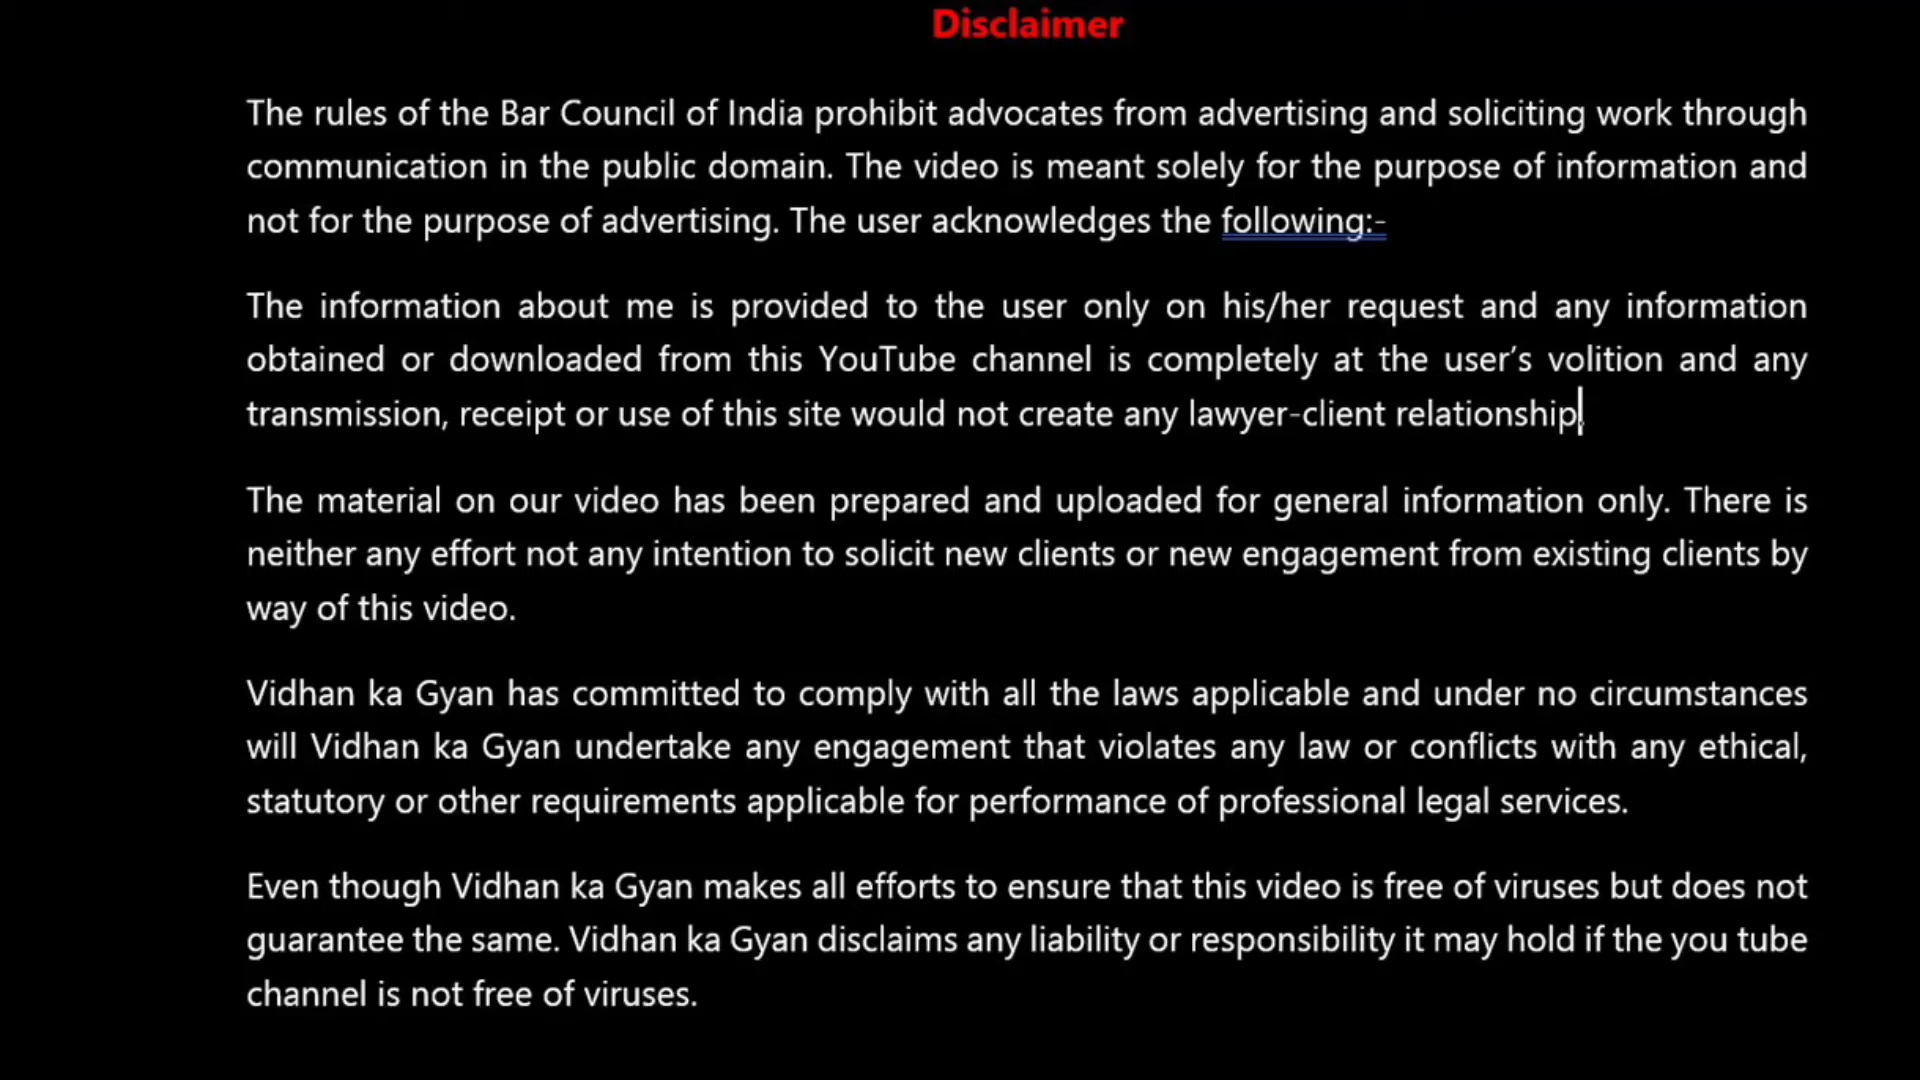 Disclaimer
The rules of the Bar Council of India prohibit advocates from advertising and soliciting work through
communication in the public domain. The video is meant solely for the purpose of information and
not for the purpose of advertising. The user acknowledges the following:-
The information about me is provided to the user only on his/her request and any information
obtained or downloaded from this YouTube channel is completely at the user’s volition and any
transmission, receipt or use of this site would not create any lawyer-client relationship.
The material on our video has been prepared and uploaded for general information only. There is
neither any effort not any intention to solicit new clients or new engagement from existing clients by
way of this video.
Vidhan ka Gyan has committed to comply with all the laws applicable and under no circumstances
will Vidhan ka Gyan undertake any engagement that violates any law or conflicts with any ethical,
statutory or other requirements applicable for performance of professional legal services.
Even though Vidhan ka Gyan makes all efforts to ensure that this video is free of viruses but does not
guarantee the same. Vidhan ka Gyan disclaims any liability or responsibility it may hold if the you tube
channel is not free of viruses.